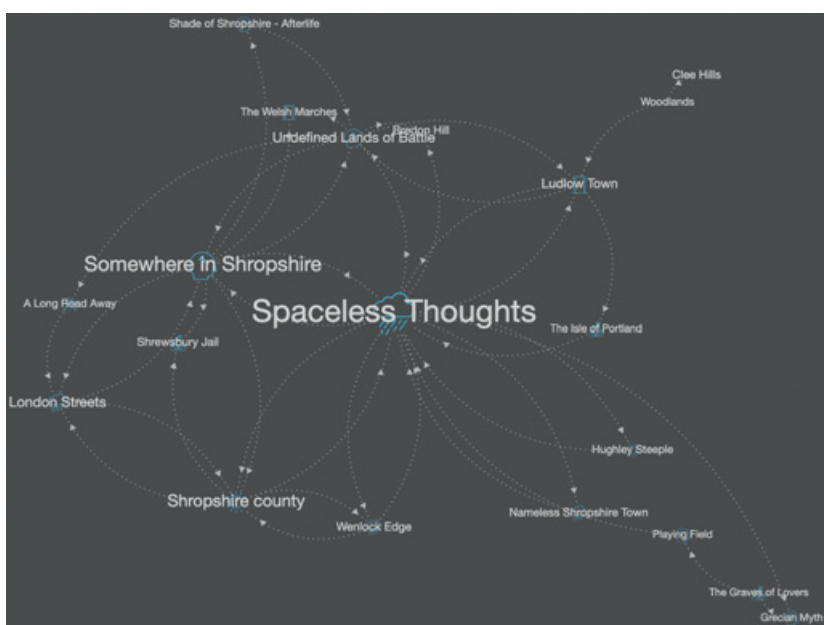 Shade of Shropshire - Afterlife
Clee Hills
Woodlands
The Welsh Marches
Bredon Hill
Undefined Lands of Battle
Ludlow Town
Somewhere in Shropshire
A Long Road Away
Spaceless Thoughts
The Isle of Portland
Shrewsbury Jail
London Streets
Hughley Steeple
Shropshire county
Nameless Shropshire Town
Wenlock Edge
Playing Field
The Graves of Lovers
Grecian Myth